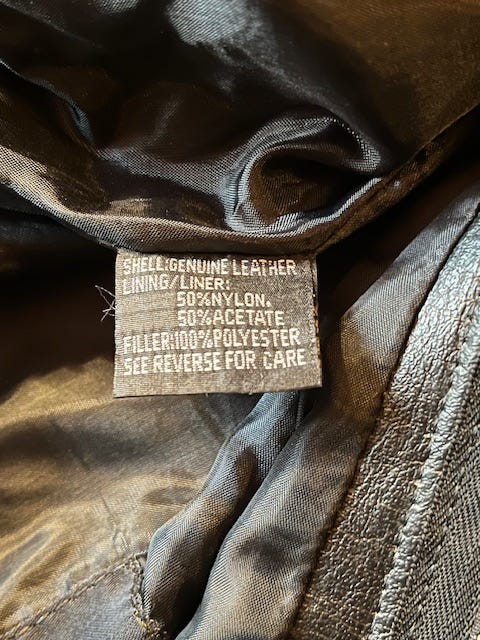 SHELL:GENUINE LEATHER
LINING/LINER:
50%NYLON.
50%ACETATE
FILLER:100%POLYESTER
SEE REVERSE FOR CARE